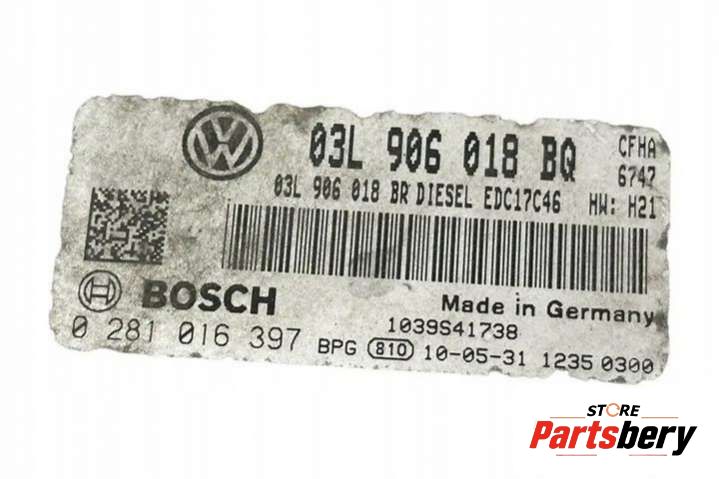 03L 906 018 BQ
CFHA
6747
03L 906 018 BR DIESEL EDC17C46
HW: H21
BOSCH
Made in Germany
1039S41738
0 281 016 397 BPG 810 10-05-31 1235 0300
STORE
Partsbery